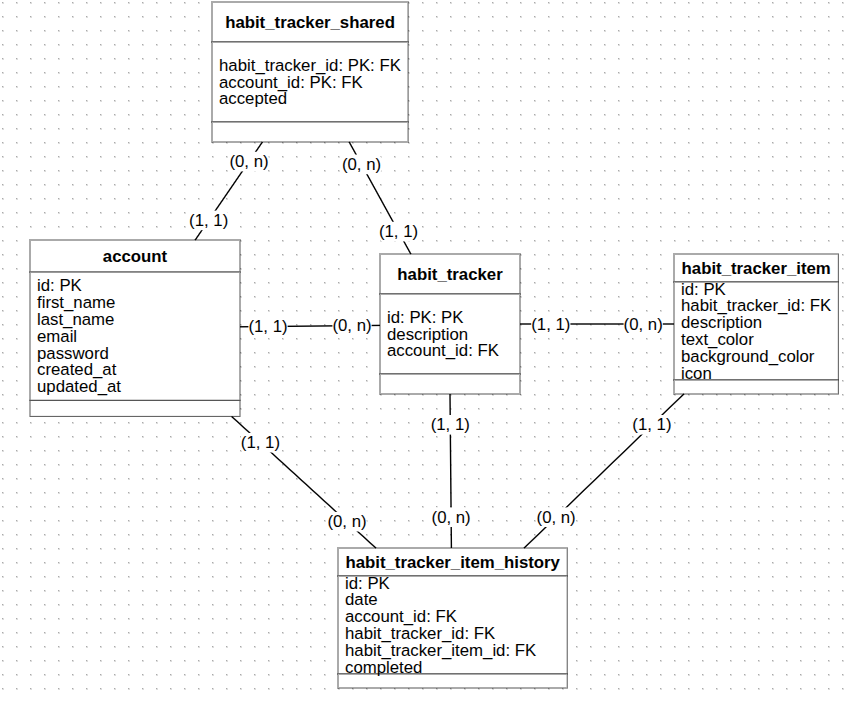 habit_tracker_shared
habit_tracker_id: PK: FK
account_id: PK: FK
accepted
(0, n)
(0, n)
(1, 1)
(1, 1)
account
id: PK
first_name
last_name
email
password
created_at
updated_at
(1, 1)
(0, n)
habit_tracker
id: PK: PK
description
account_id: FK
(1, 1)
(0, n)
habit_tracker_item
id: PK
habit_tracker_id: FK
description
text_color
background_color
icon
(1, 1)
(1, 1)
(1, 1)
(0, n)
(0, n)
(0, n)
habit_tracker_item_history
id: PK
date
account_id: FK
habit_tracker_id: FK
habit_tracker_item_id: FK
completed